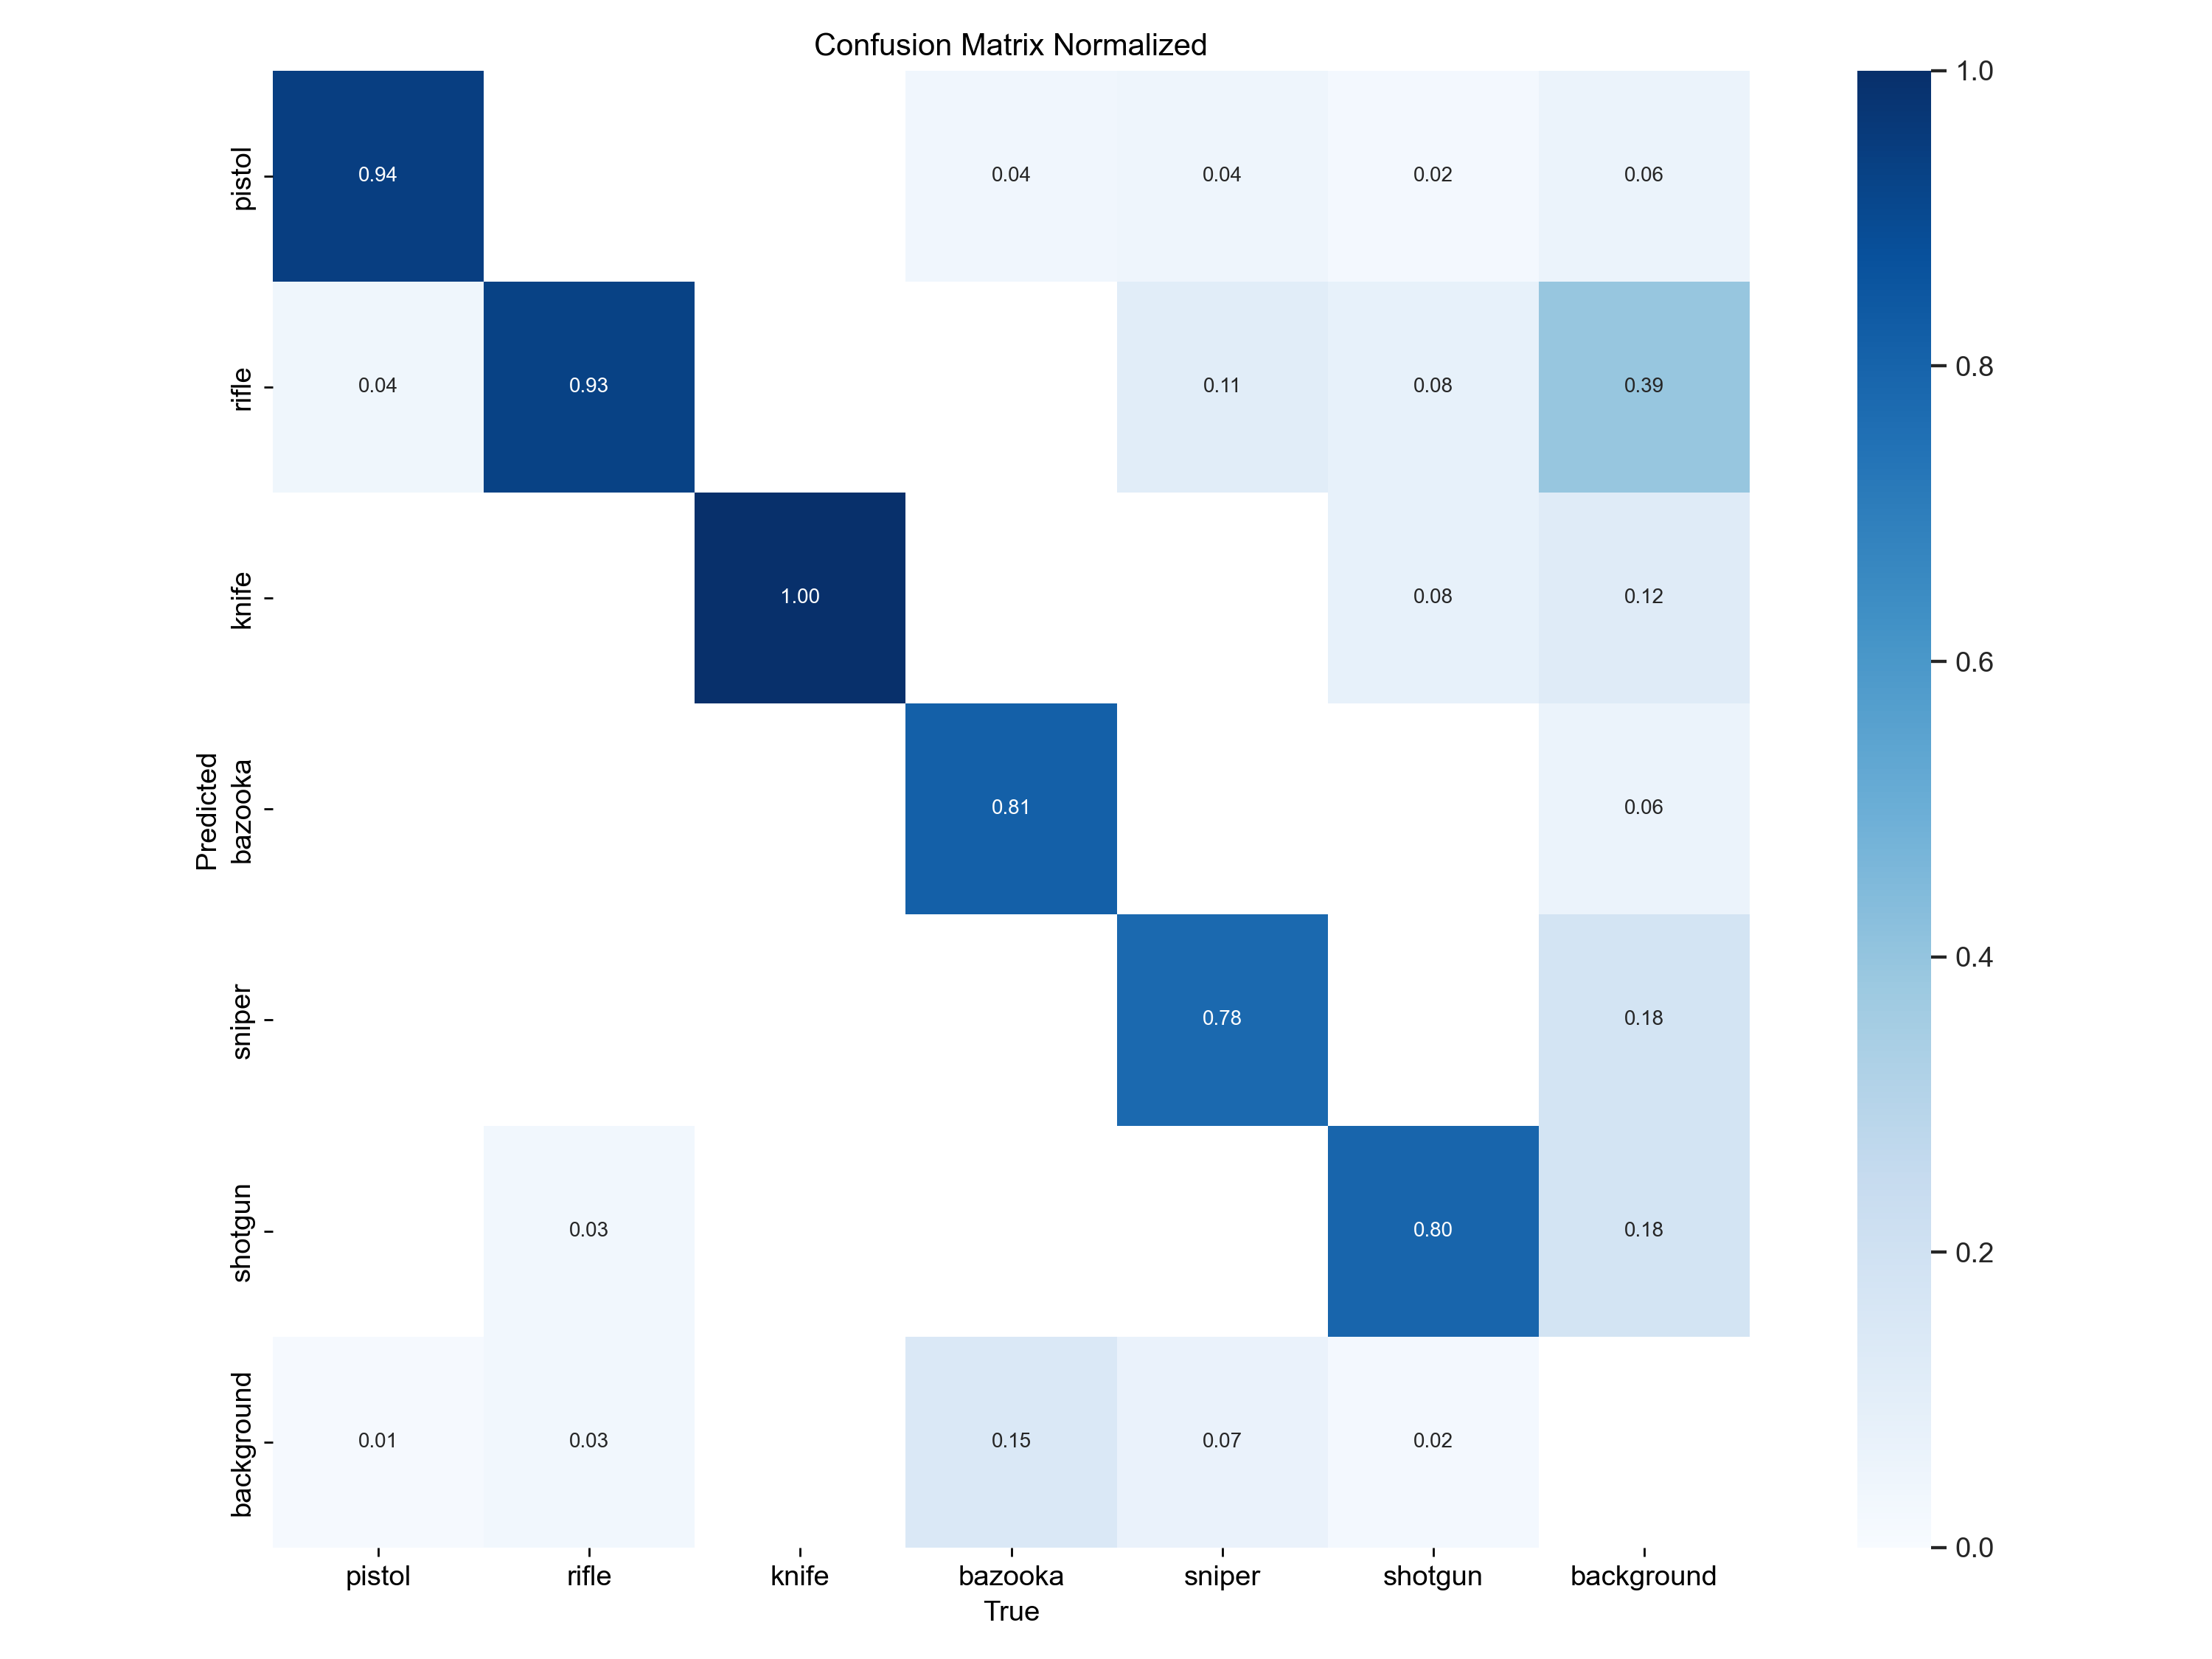 Confusion Matrix Normalized
pistol
0.94
0.04
0.04
0.02
0.06
rifle
0.04
0.93
0.11
0.08
0.39
knife
1.00
0.08
0.12
Predicted
bazooka
0.81
0.06
sniper
0.78
0.18
shotgun
0.03
0.80
0.18
background
0.01
0.03
0.15
0.07
0.02
pistol
rifle
knife
bazooka
sniper
shotgun
background
True
1.0
0.8
0.6
0.4
0.2
0.0